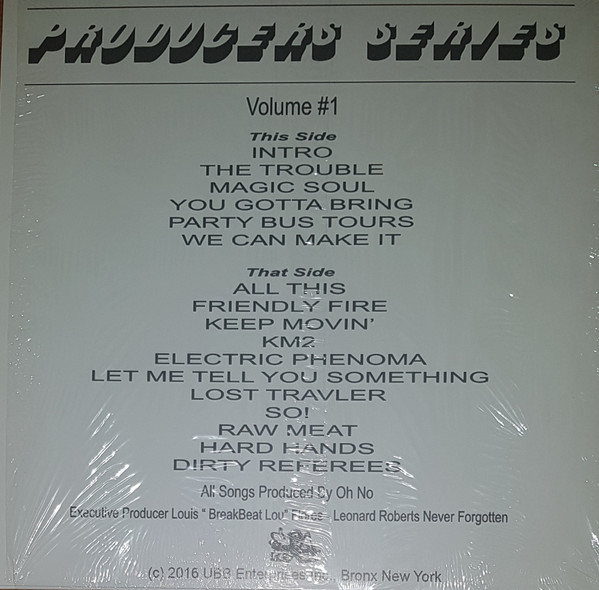 PRODUCERS SERIES
Volume #1
This Side
INTRO
THE TROUBLE
MAGIC SOUL
YOU GOTTA BRING
PARTY BUS TOURS
WE CAN MAKE IT
That Side
ALL THIS
FRIENDLY FIRE
KEEP MOVIN'
KM2
ELECTRIC PHENOMA
LET ME TELL YOU SOMETHING
LOST TRAVLER
SO!
RAW MEAT
HARD HANDS
DIRTY REFEREES
All Songs Produced By Oh No
Executive Producer Louis " BreakBeat Lou" Flores - Leonard Roberts Never Forgotten
(c) 2016 UBB Enterprises Inc., Bronx New York